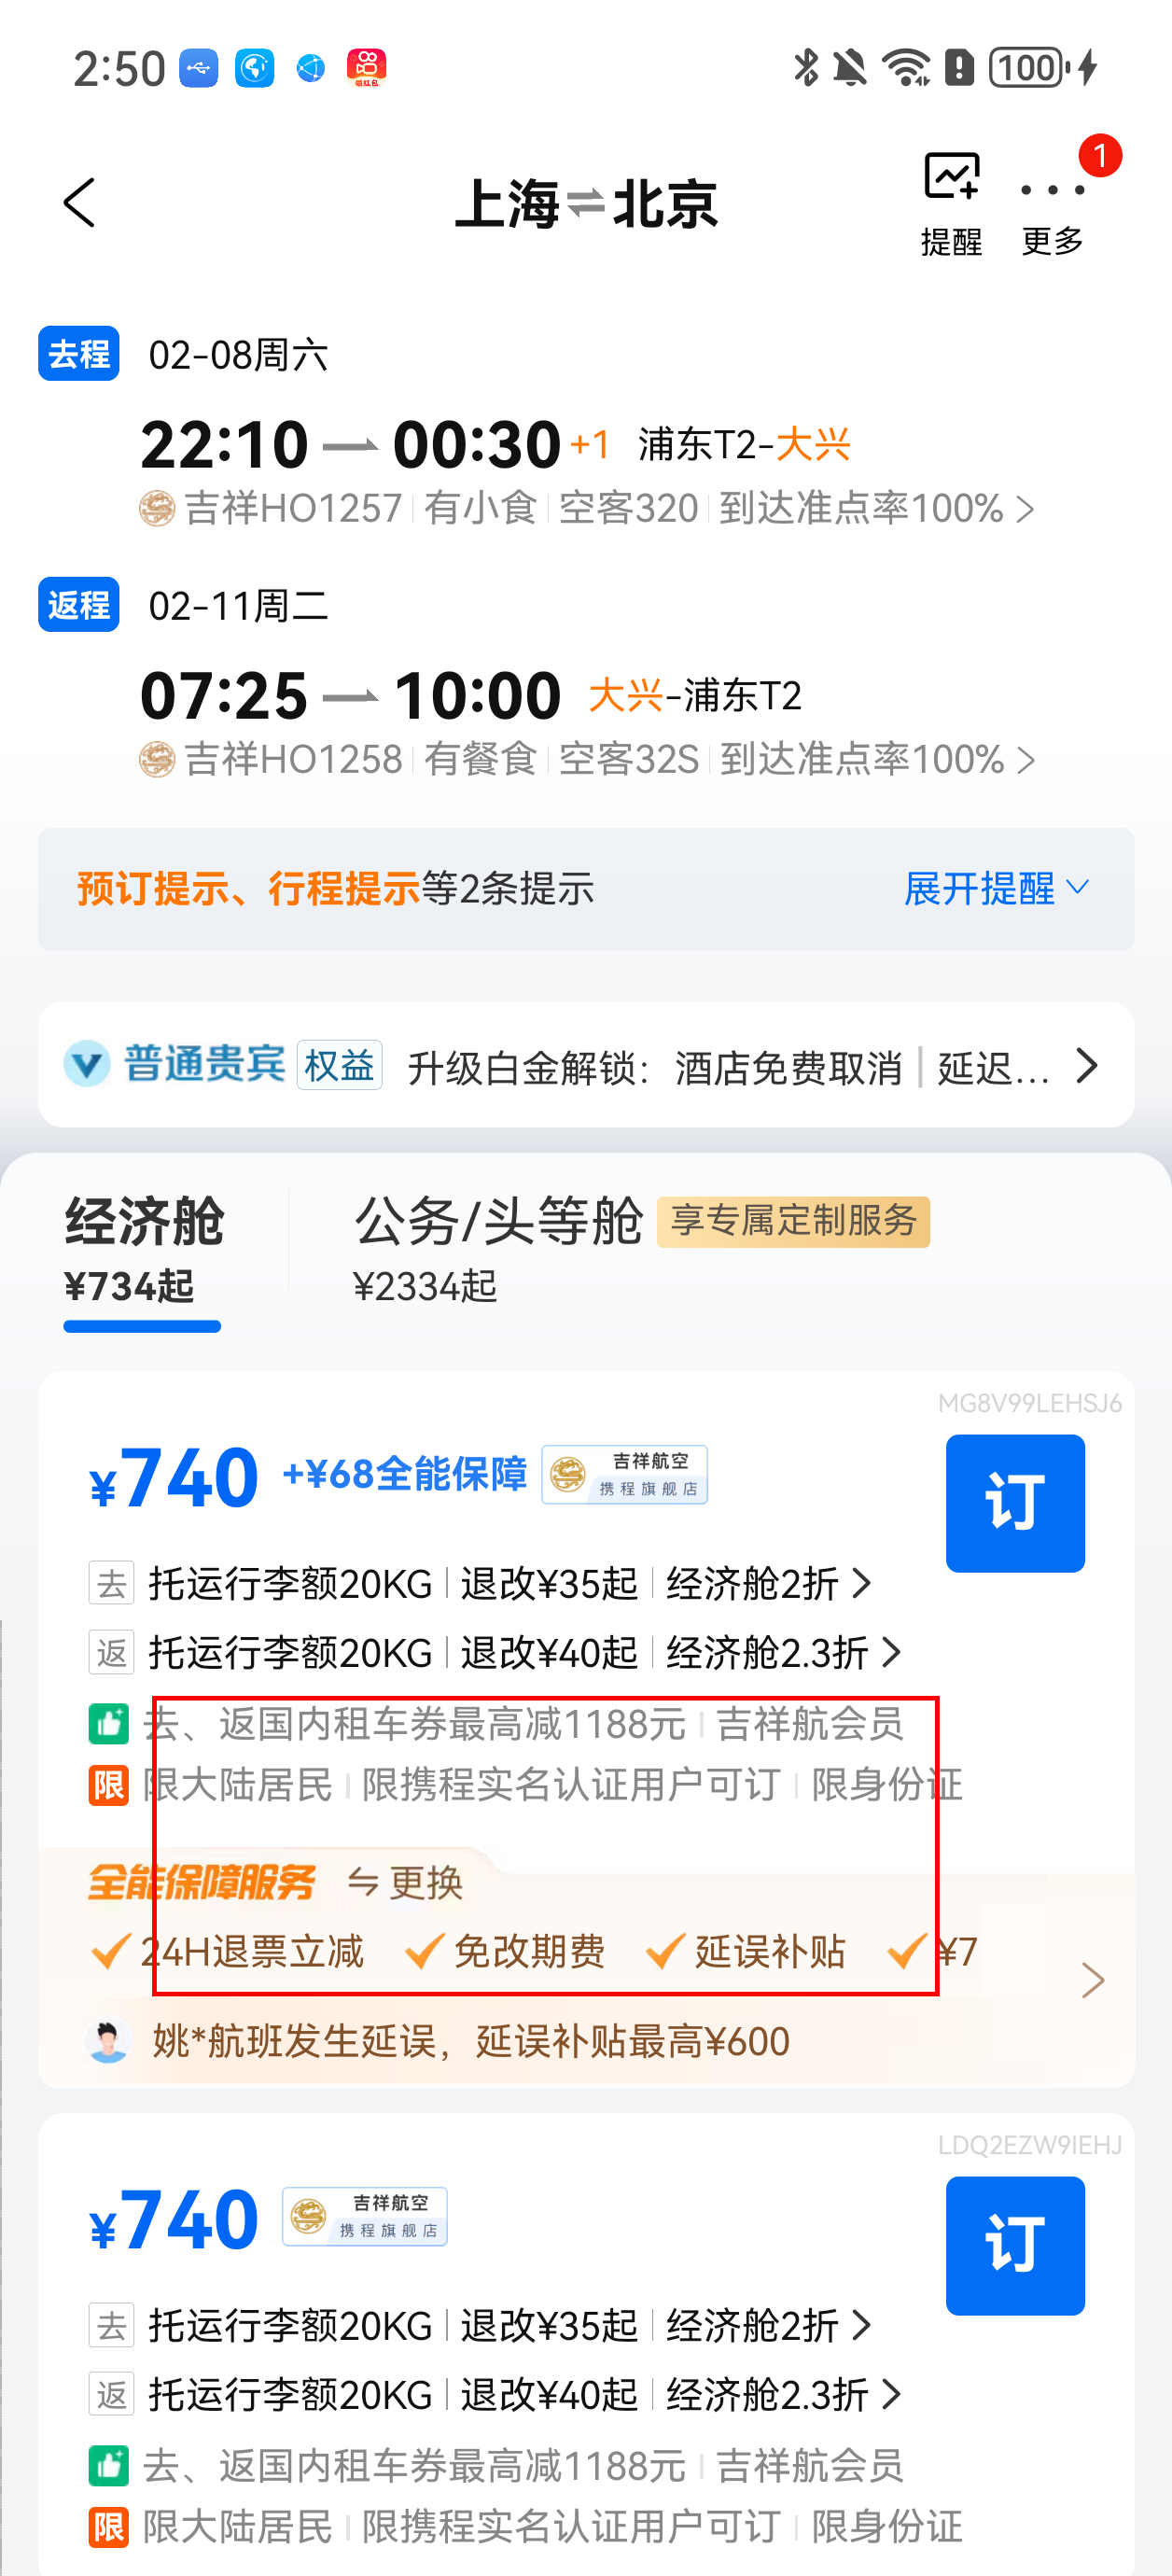 2:50
100
上海⇌北京
1
提醒 更多
去程 02-08周六
22:10 00:30 +1 浦东T2-大兴
吉祥HO1257 有小食 空客320 到达准点率100%
返程 02-11周二
07:25 10:00 大兴-浦东T2
吉祥HO1258 有餐食 空客32S 到达准点率100%
预订提示、行程提示等2条提示 展开提醒
普通贵宾 权益 升级白金解锁：酒店免费取消 | 延迟...
经济舱 公务/头等舱 享专属定制服务
¥734起 ¥2334起
MG8V99LEHSJ6
¥740 +¥68全能保障 吉祥航空 携程旗舰店 订
去 托运行李额20KG 退改¥35起 经济舱2折
返 托运行李额20KG 退改¥40起 经济舱2.3折
去、返国内租车券最高减1188元 吉祥航会员
限 限大陆居民 限携程实名认证用户可订 限身份证
全能保障服务 更换
24H退票立减 免改期费 延误补贴 ¥7
姚*航班发生延误，延误补贴最高¥600
LDQ2EZW9IEHJ
¥740 吉祥航空 携程旗舰店 订
去 托运行李额20KG 退改¥35起 经济舱2折
返 托运行李额20KG 退改¥40起 经济舱2.3折
去、返国内租车券最高减1188元 吉祥航会员
限 限大陆居民 限携程实名认证用户可订 限身份证